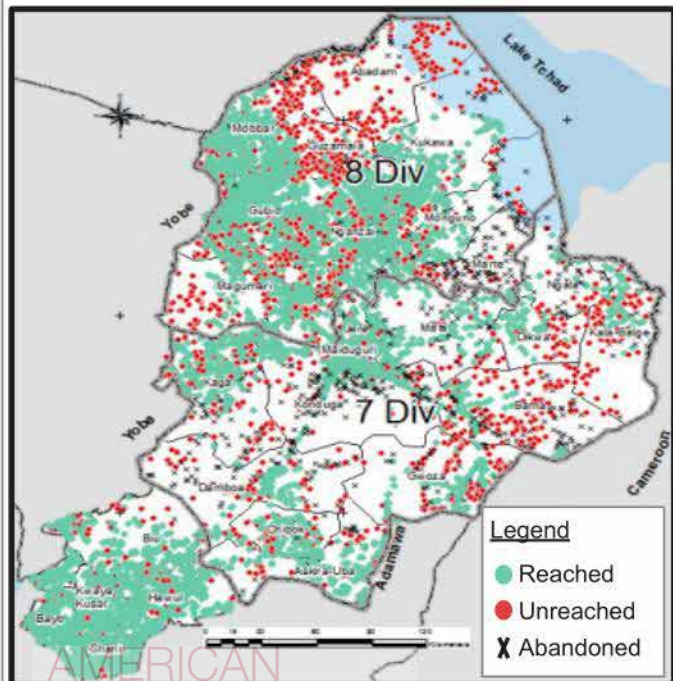 Lake Tchad
Abadam
Mobbar
Kukawa
Guzamala
8 Div
Yobe
Gubio
Nganzai
Monguno
Marte
Magumeri
Ngala
Mafa
Dikwa
Kala-Balge
Maiduguri
Kaga
Konduga
7 Div
Bama
Yobe
Cameroon
Damboa
Gwoza
Chibok
Biu
Askira-Uba
Adamawa
Kwaya
Kusar
Hawul
Bayo
Shani
Legend
Reached
Unreached
Abandoned
AMERICAN